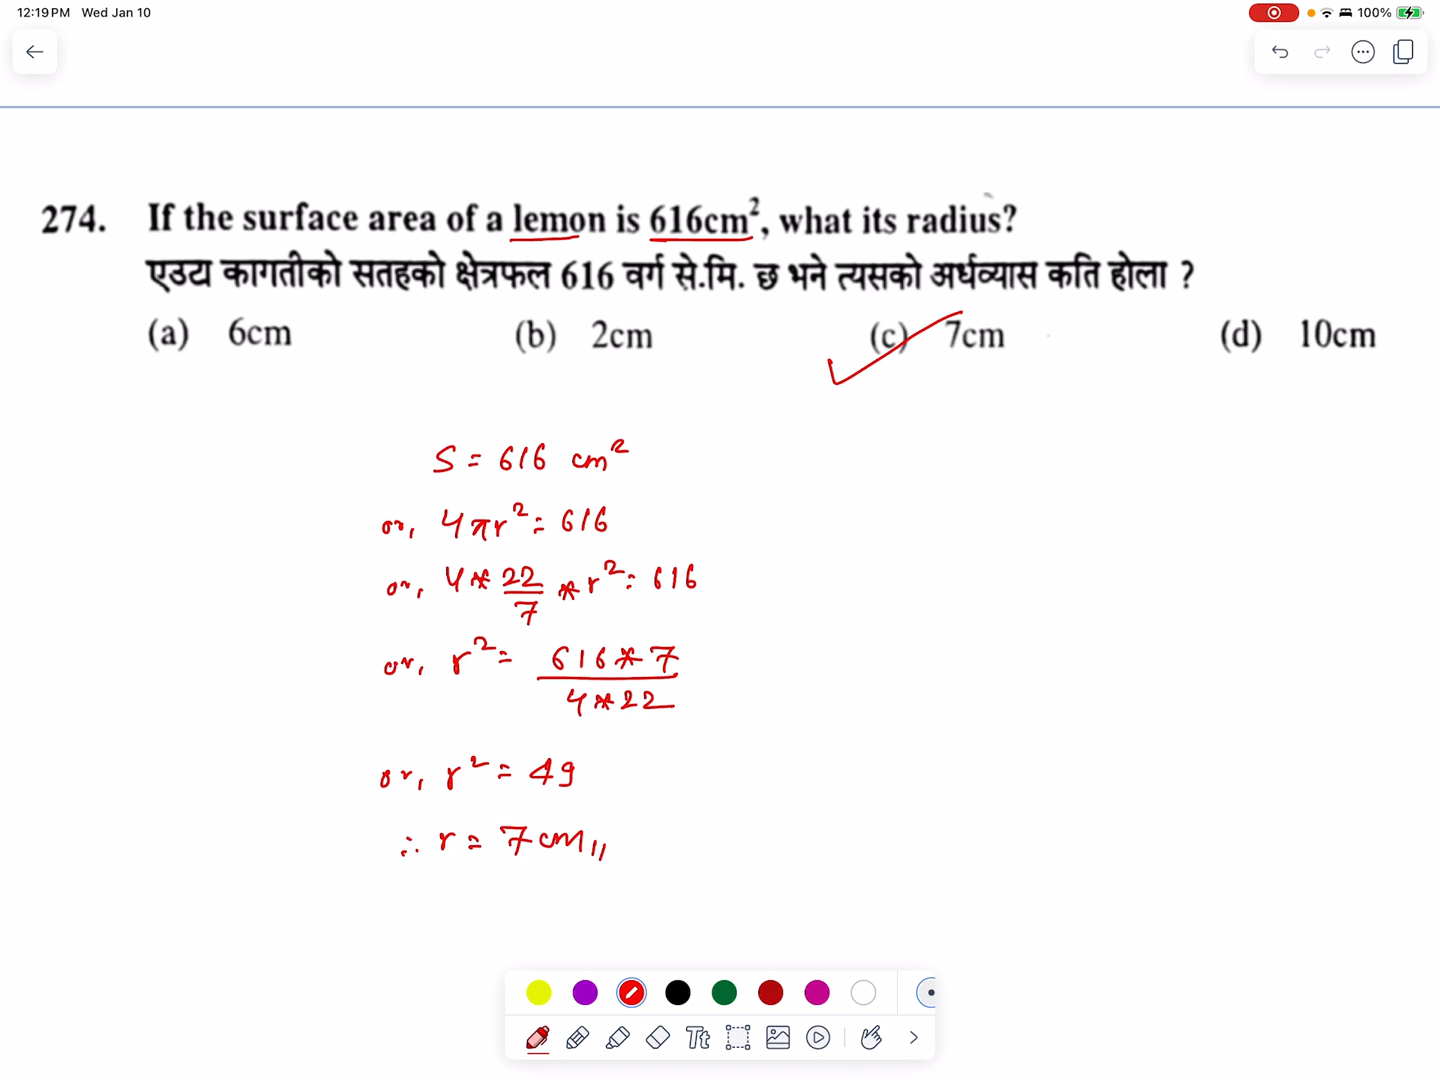 12:19 PM Wed Jan 10
100%
274. If the surface area of a lemon is 616cm², what its radius?
एउटा कागतीको सतहको क्षेत्रफल 616 वर्ग से.मि. छ भने त्यसको अर्धव्यास कति होला ?
(a) 6cm (b) 2cm (c) 7cm (d) 10cm
S = 616 cm²
or, 4πr² = 616
or, 4 * 22/7 * r² = 616
or, r² = 616 * 7 / 4 * 22
or, r² = 49
∴ r = 7 cm,,
Tt